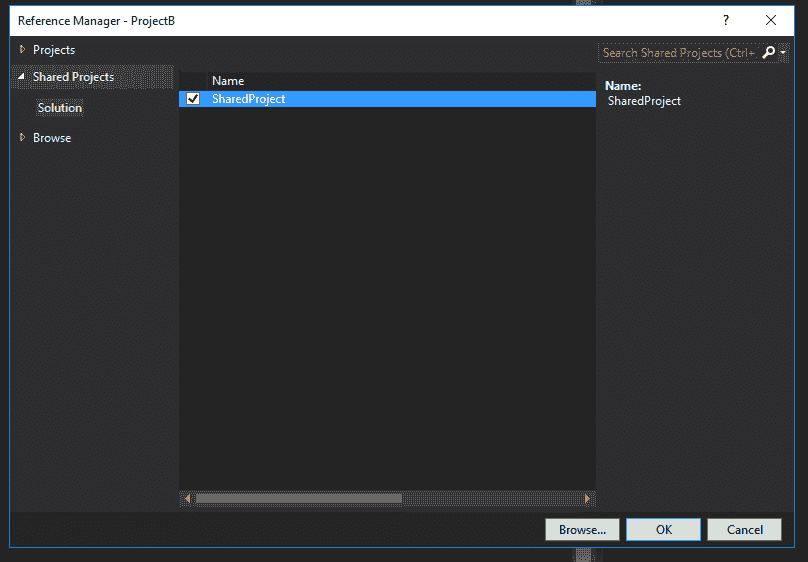 Reference Manager - ProjectB
?
Projects
Shared Projects
Solution
Browse
Search Shared Projects (Ctrl+
Name
SharedProject
Name:
SharedProject
Browse...
OK
Cancel